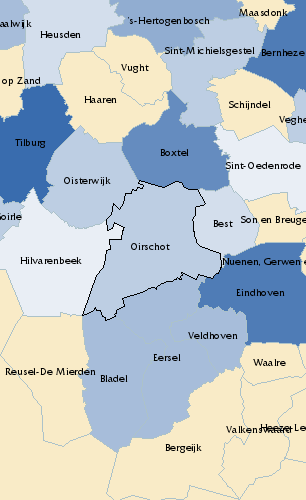 Maasdonk
's-Hertogenbosch
aalwijk
Heusden
Sint-Michielsgestel
Bernheze
Vught
op Zand
Haaren
Schijndel
Veghe
Tilburg
Boxtel
Sint-Oedenrode
Oisterwijk
Goirle
Best
Son en Breuge
Oirschot
Hilvarenbeek
Nuenen, Gerwen e
Eindhoven
Veldhoven
Eersel
Waalre
Reusel-De Mierden
Bladel
Valkenswaard
Heeze-Le
Bergeijk